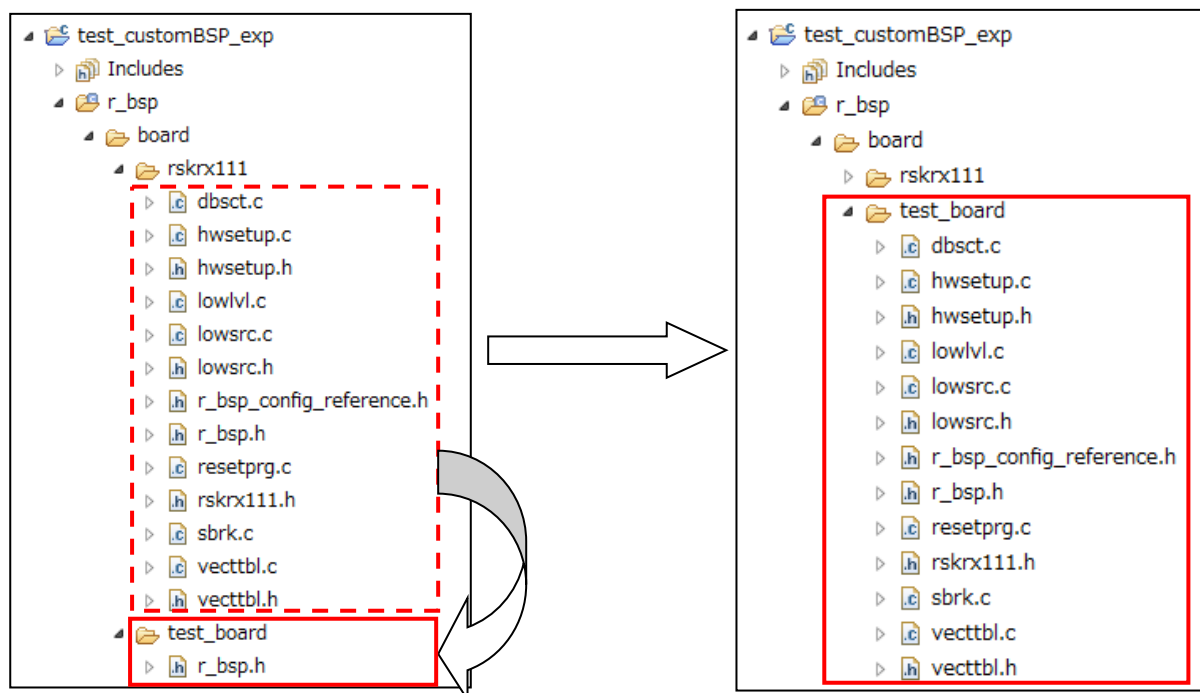 test_customBSP_exp
Includes
r_bsp
board
rskrx111
dbsct.c
hwsetup.c
hwsetup.h
lowlvl.c
lowsrc.c
lowsrc.h
r_bsp_config_reference.h
r_bsp.h
resetprg.c
rskrx111.h
sbrk.c
vecttbl.c
vecttbl.h
test_board
r_bsp.h
test_customBSP_exp
Includes
r_bsp
board
rskrx111
test_board
dbsct.c
hwsetup.c
hwsetup.h
lowlvl.c
lowsrc.c
lowsrc.h
r_bsp_config_reference.h
r_bsp.h
resetprg.c
rskrx111.h
sbrk.c
vecttbl.c
vecttbl.h